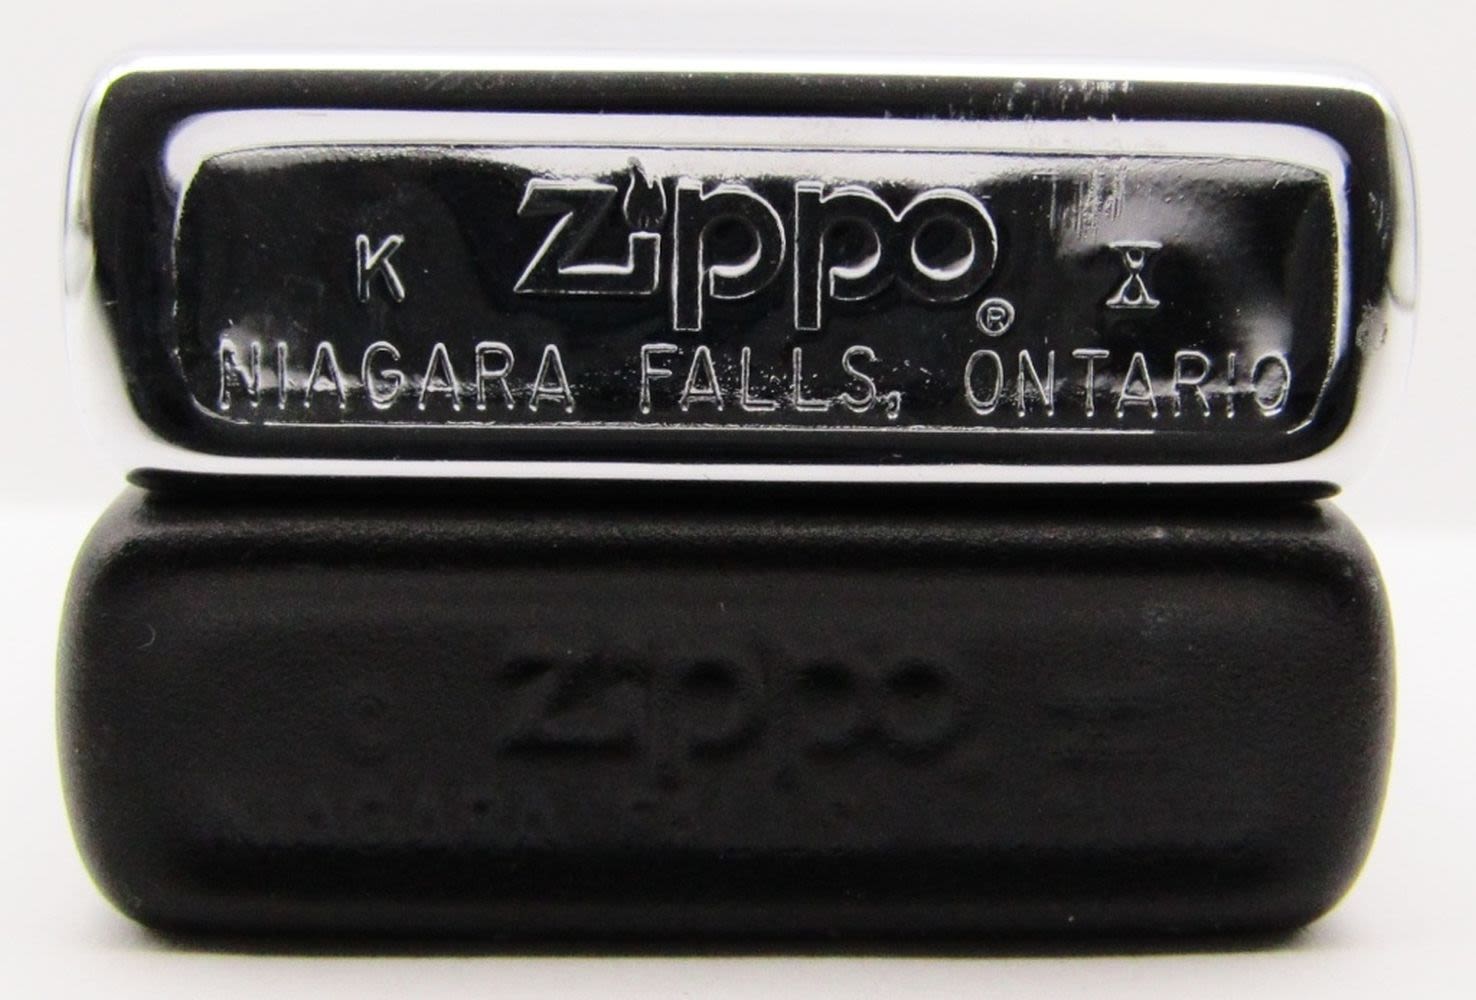 K zippo® X
NIAGARA FALLS, ONTARIO
zippo